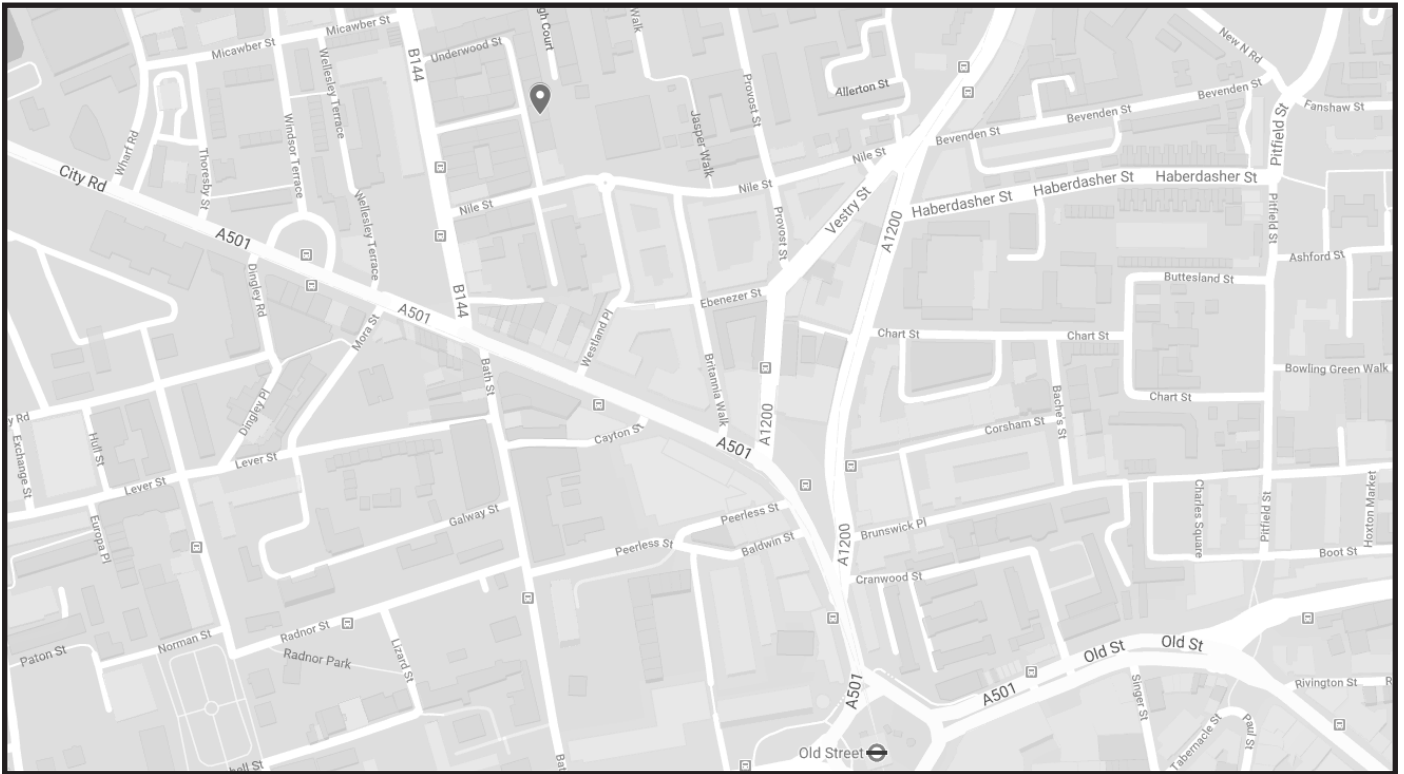 Micawber St
Micawber St
gh Court
Walk
New N Rd
B144
Underwood St
Wellesley Terrace
Provost St
Allerton St
Bevenden St
Bevenden St
Bevenden St
Fanshaw St
Pitfield St
Wharf Rd
Windsor Terrace
Jasper Walk
Nile St
Thoresby St
City Rd
Nile St
Haberdasher St
Haberdasher St
Haberdasher St
Wellesley Terrace
Nile St
Provost St
Vestry St
A1200
Pitfield St
A501
Ashford St
Dingley Rd
Buttesland St
B144
Ebenezer St
A501
Mora St
Westland Pl
Chart St
Chart St
Bath St
Britannia Walk
Bowling Green Walk
Dingley Pl
Chart St
Bache's St
y Rd
A1200
Corsham St
Cayton St
A501
Hull St
Exchange St
Lever St
Lever St
Galway St
Peerless St
Charles Square
Pitfield St
Hoxton Market
Europa Pl
Brunswick Pl
A1200
Peerless St
Baldwin St
Boot St
Cranwood St
Norman St
Radnor St
Radnor Park
Lizard St
Paton St
Old St
Old St
A501
A501
Singer St
Rivington St
R
Tabernacle St
Paul St
Old Street
hall St
Bat